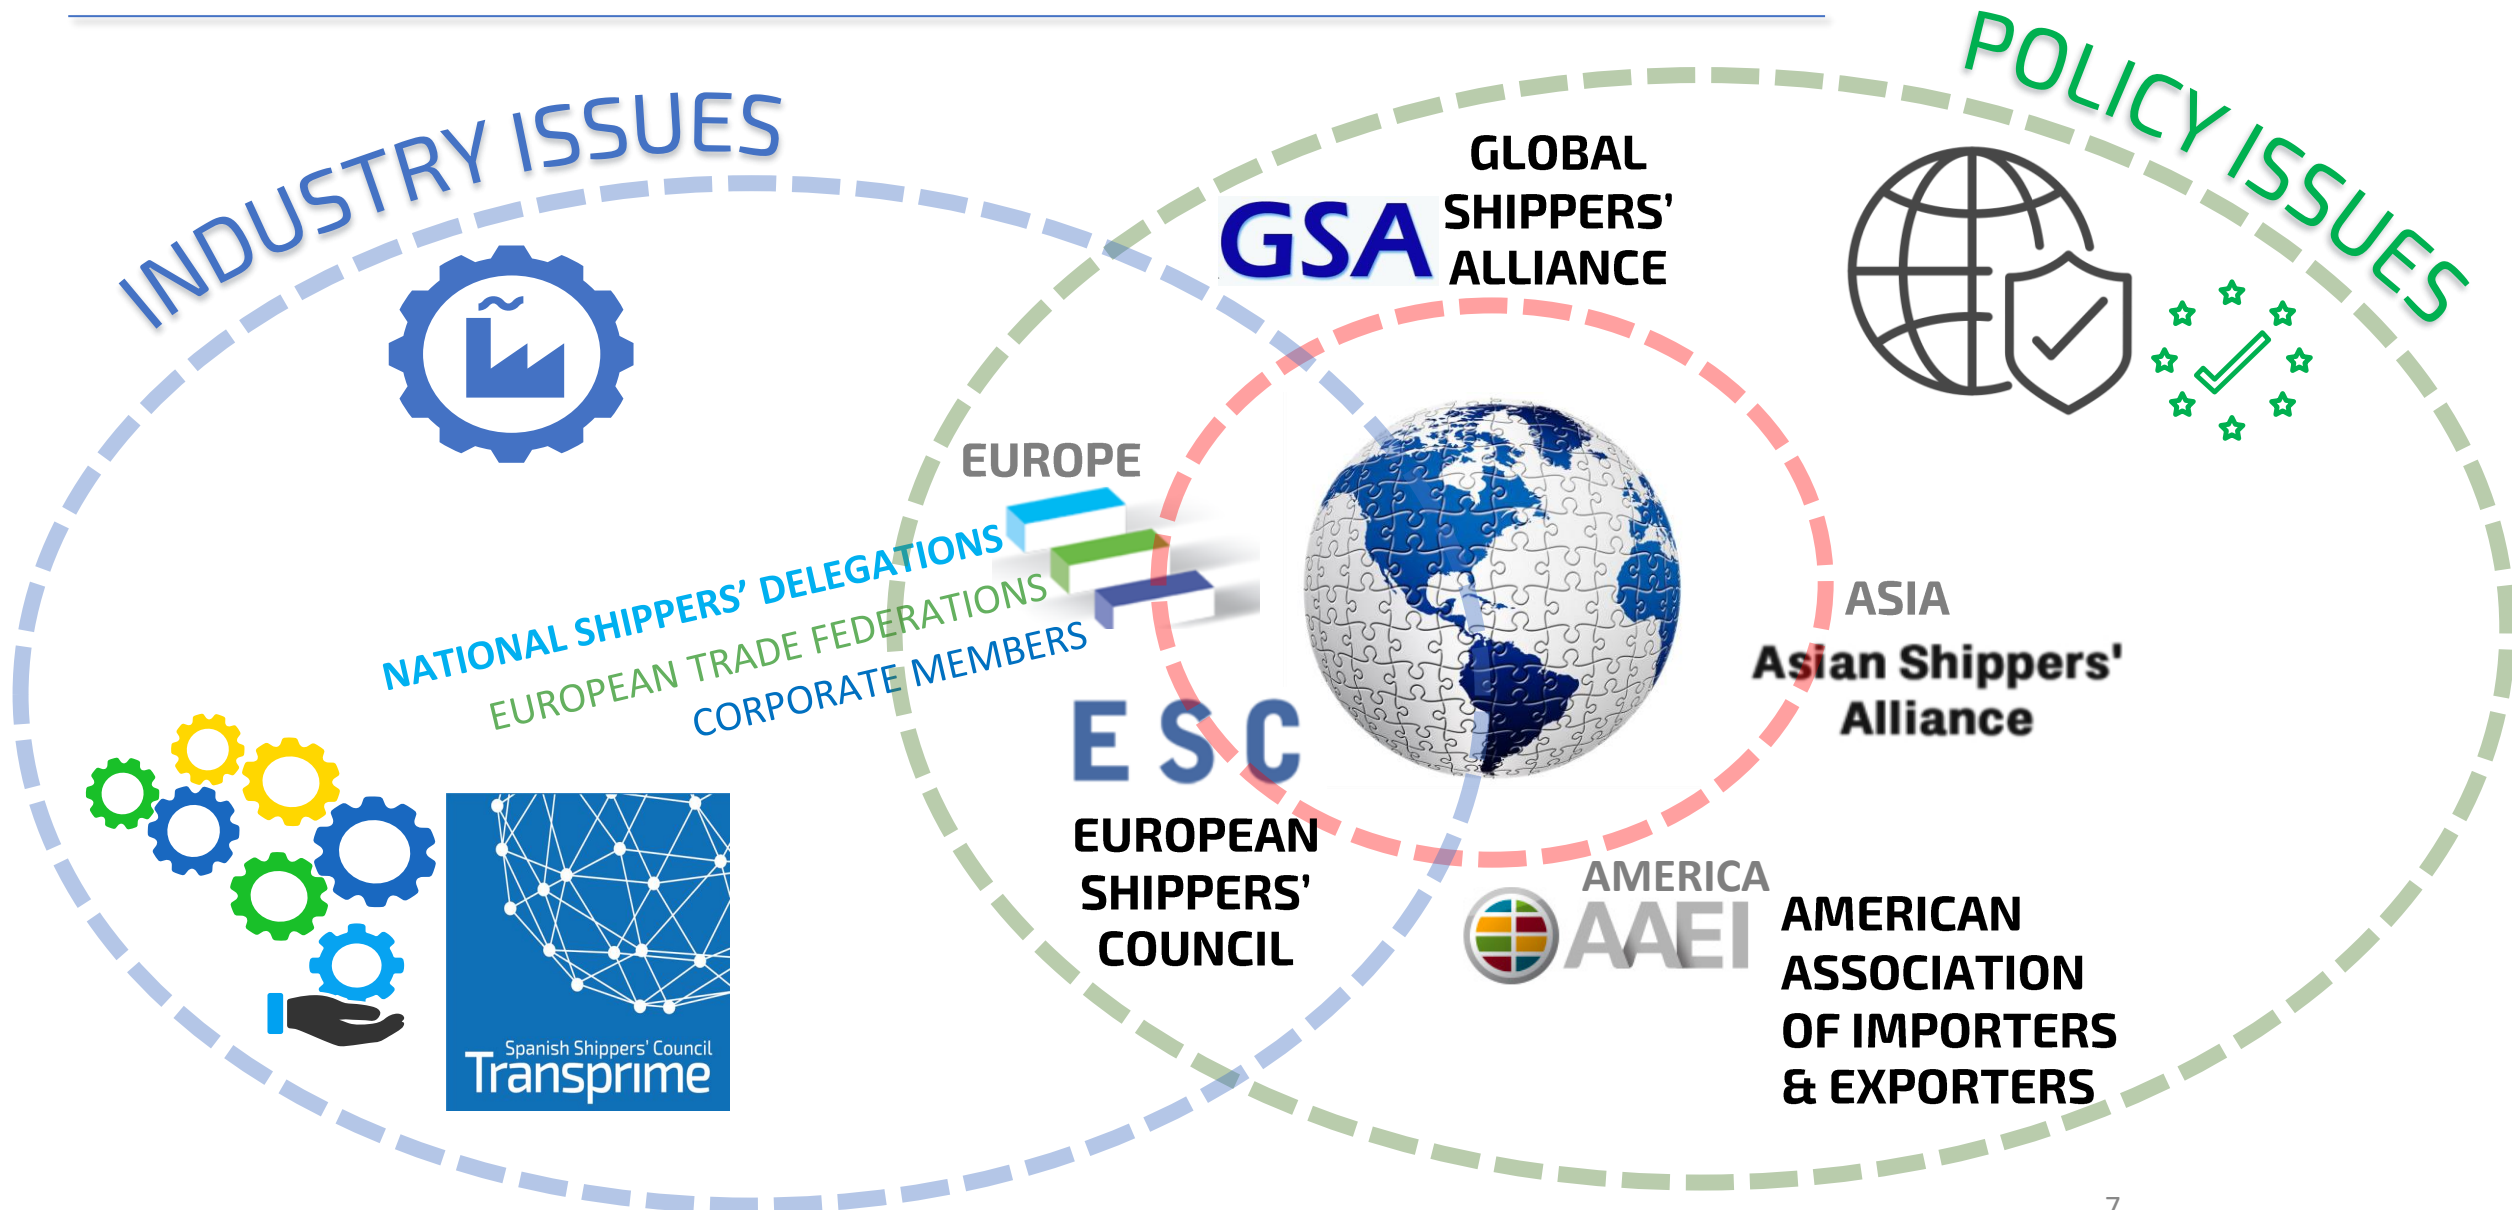 INDUSTRY ISSUES
POLICY ISSUES
GSA
GLOBAL
SHIPPERS'
ALLIANCE
EUROPE
NATIONAL SHIPPERS' DELEGATIONS
EUROPEAN TRADE FEDERATIONS
CORPORATE MEMBERS
ESC
EUROPEAN
SHIPPERS'
COUNCIL
ASIA
Asian Shippers'
Alliance
AMERICA
AAEI
AMERICAN
ASSOCIATION
OF IMPORTERS
& EXPORTERS
Spanish Shippers' Council
Transprime
7